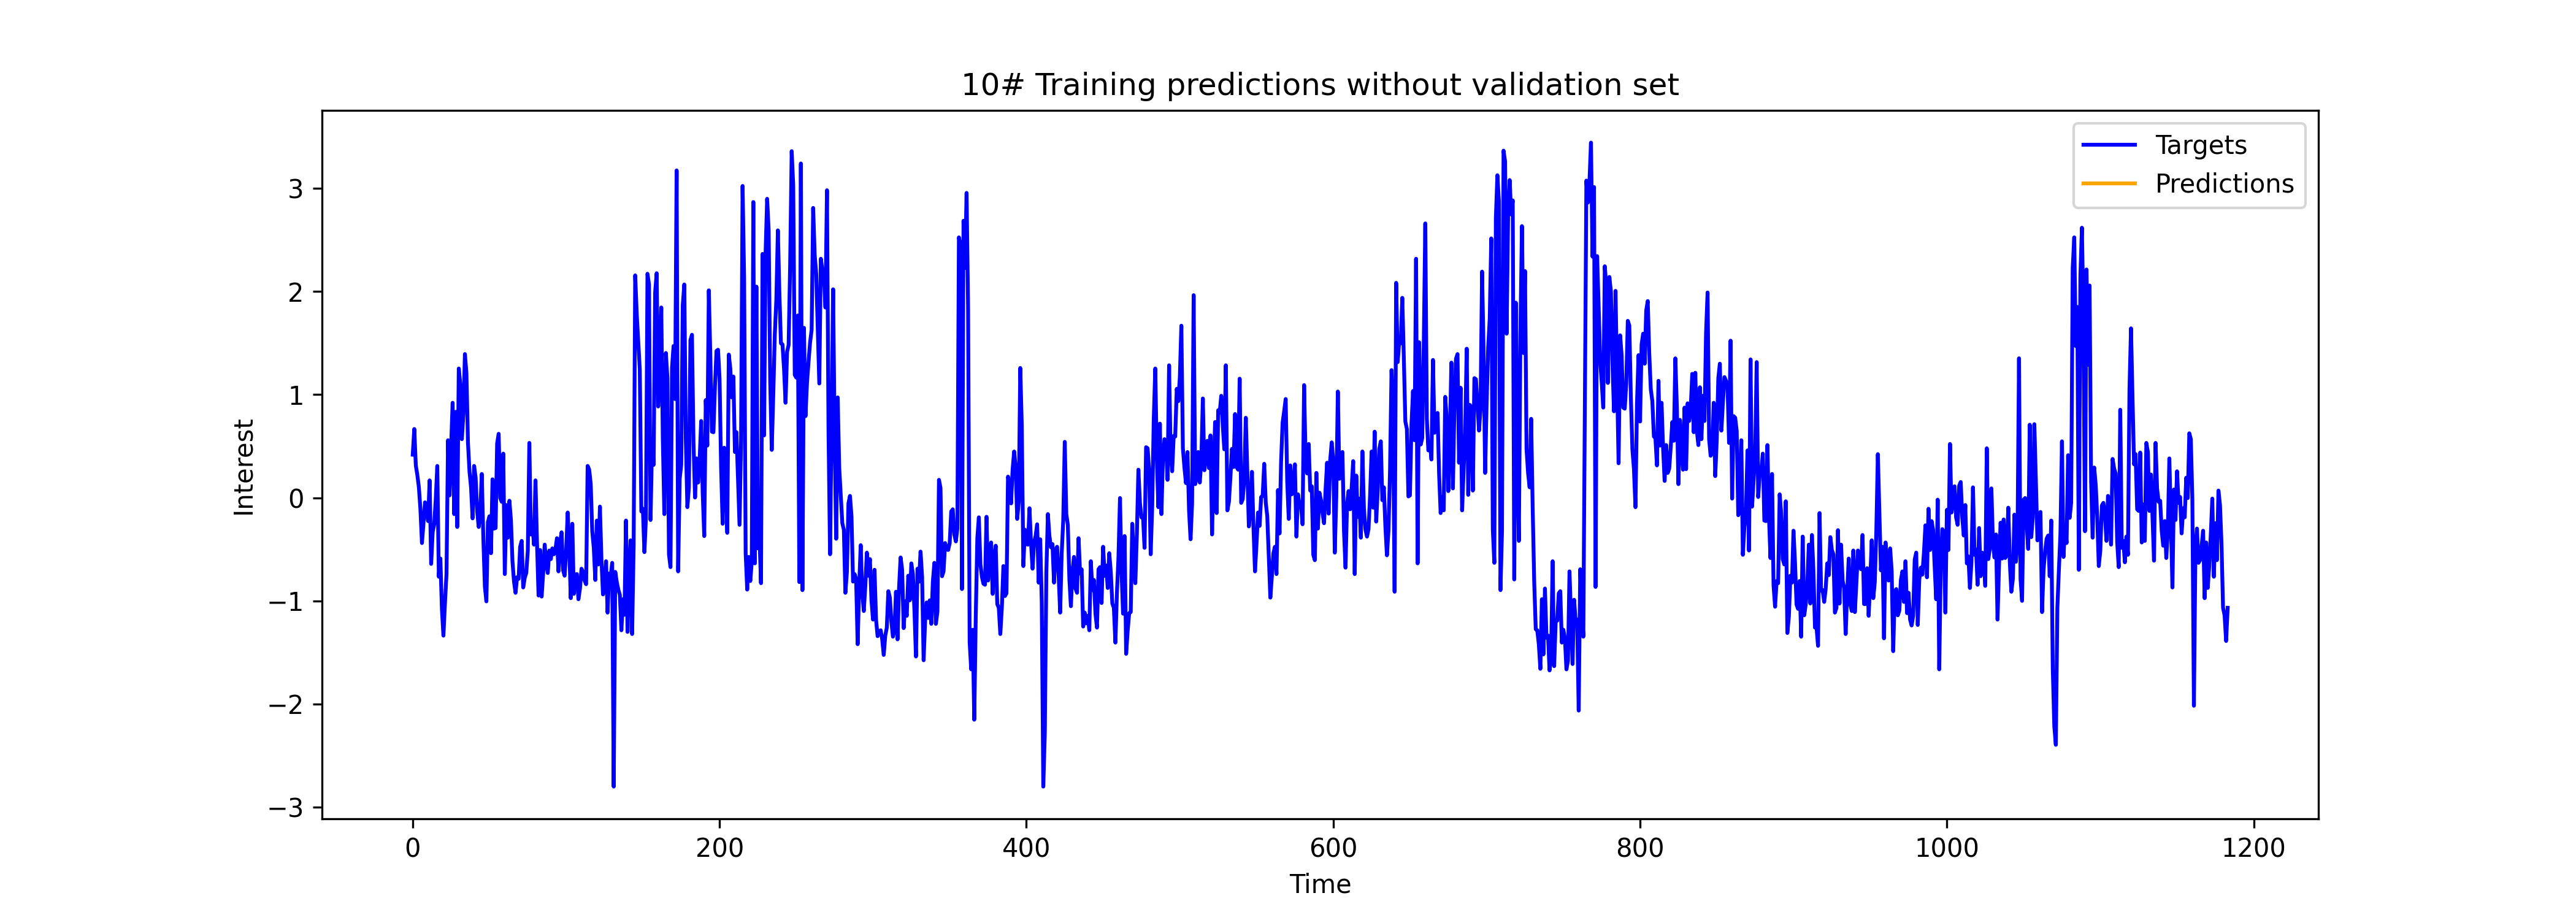 10# Training predictions without validation set
Targets
Predictions
Interest
3
2
1
0
−1
−2
−3
0 200 400 600 800 1000 1200
Time